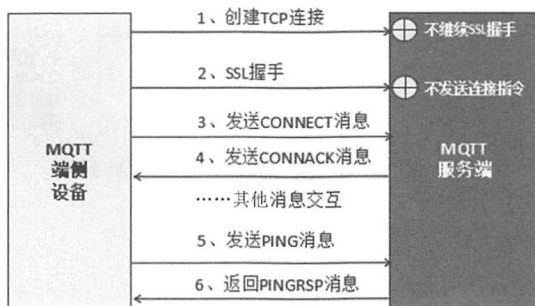 1、创建TCP连接
不继续SSL握手
2、SSL握手
不发送连接指令
3、发送CONNECT消息
MQTT
端侧
设备
4、发送CONNACK消息
MQTT
服务端
……其他消息交互
5、发送PING消息
6、返回PINGRSP消息